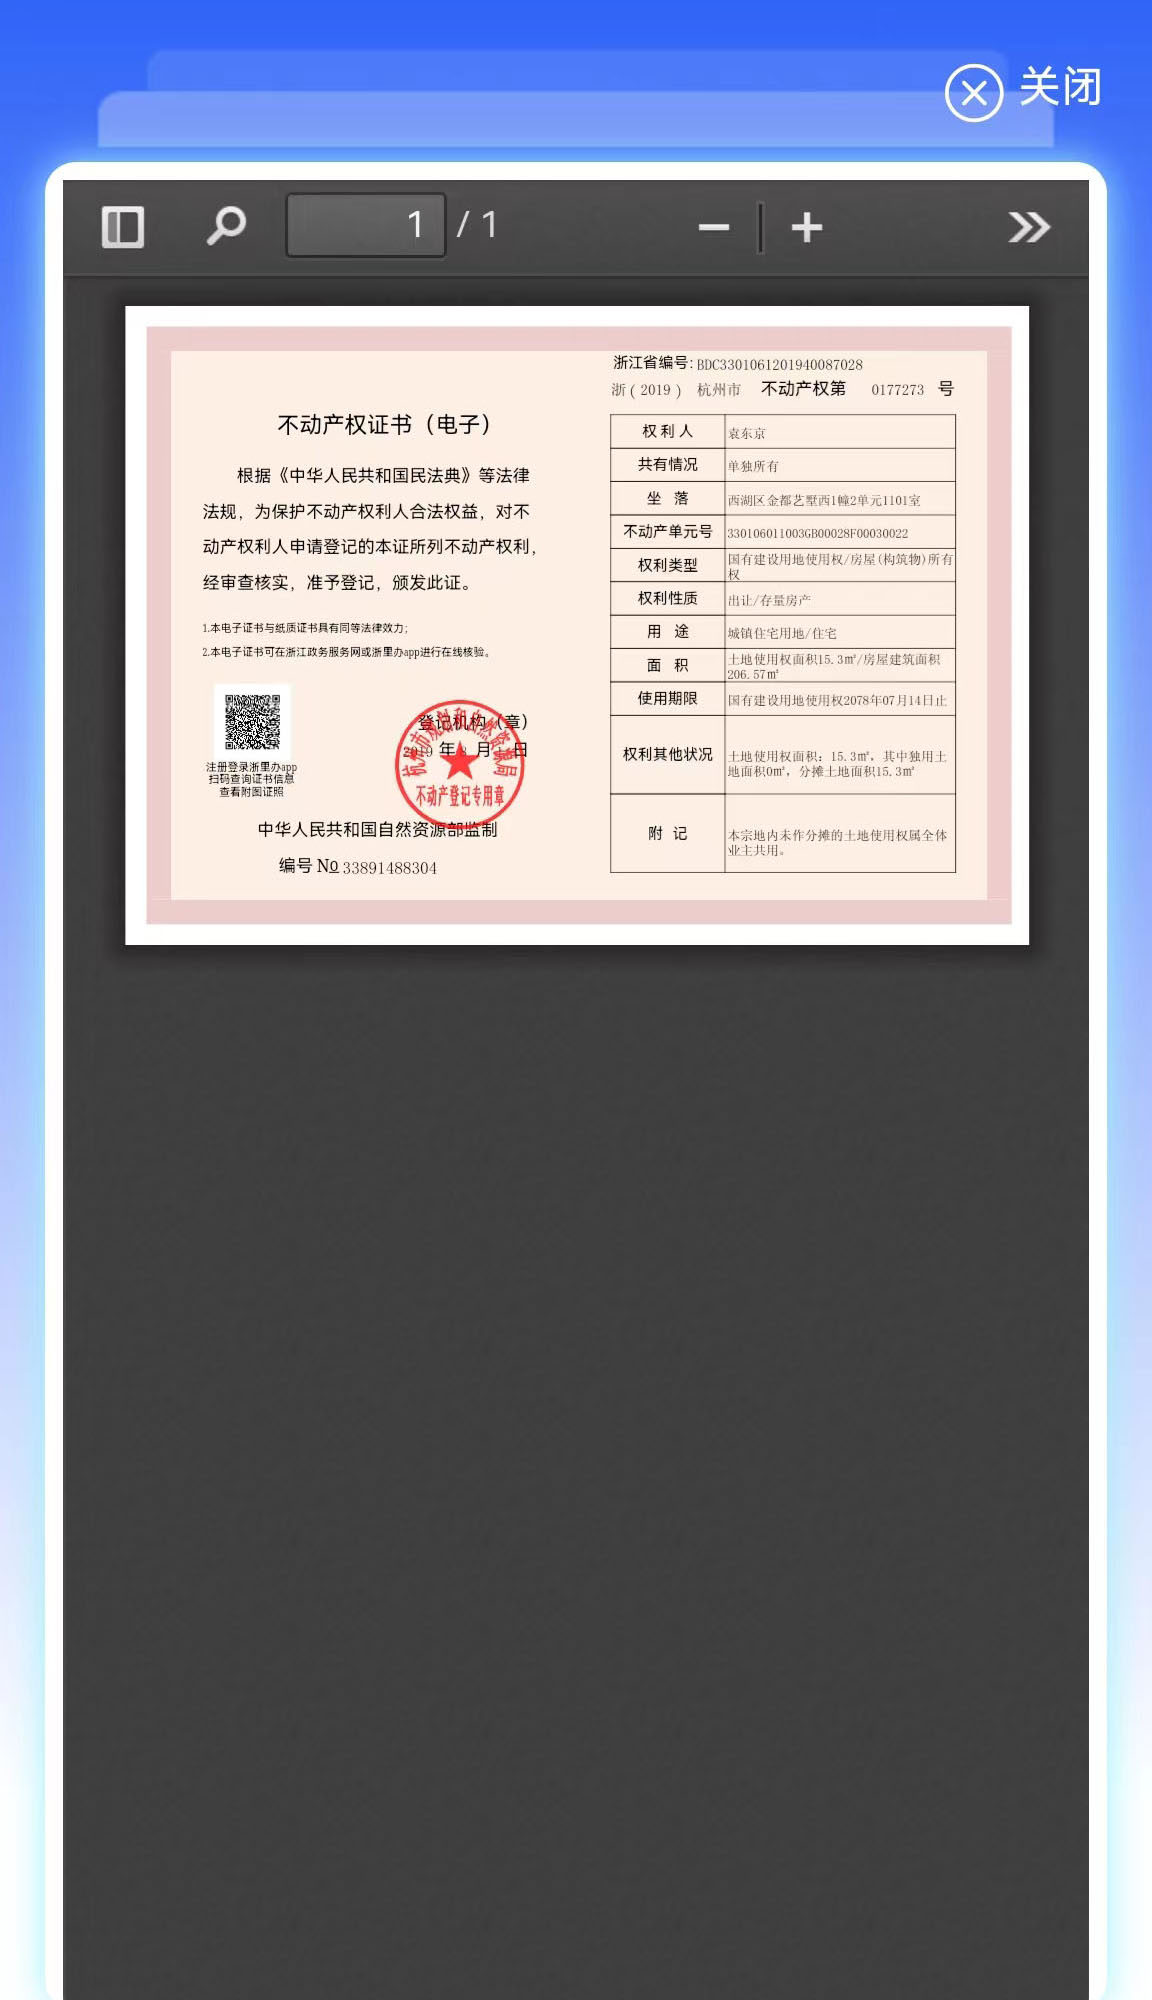 关闭
1 / 1
不动产权证书（电子）
根据《中华人民共和国民法典》等法律
法规，为保护不动产权利人合法权益，对不
动产权利人申请登记的本证所列不动产权利，
经审查核实，准予登记，颁发此证。
1.本电子证书与纸质证书具有同等法律效力；
2.本电子证书可在浙江政务服务网或浙里办app进行在线核验。
注册登录浙里办app
扫码查询证书信息
查看附图证照
登记机构（章）
2019 年 月 日
杭州市规划和自然资源局
不动产登记专用章
中华人民共和国自然资源部监制
编号 № 33891488304
浙江省编号: BDC3301061201940087028
浙 ( 2019 ) 杭州市 不动产权第 0177273 号
权 利 人 袁东京
共有情况 单独所有
坐 落 西湖区金都艺墅西1幢2单元1101室
不动产单元号 330106011003GB00028F00030022
权利类型 国有建设用地使用权/房屋(构筑物)所有
权
权利性质 出让/存量房产
用 途 城镇住宅用地/住宅
面 积 土地使用权面积15.3㎡/房屋建筑面积
206.57㎡
使用期限 国有建设用地使用权2078年07月14日止
权利其他状况 土地使用权面积：15.3㎡，其中独用土
地面积0㎡，分摊土地面积15.3㎡
附 记 本宗地内未作分摊的土地使用权属全体
业主共用。